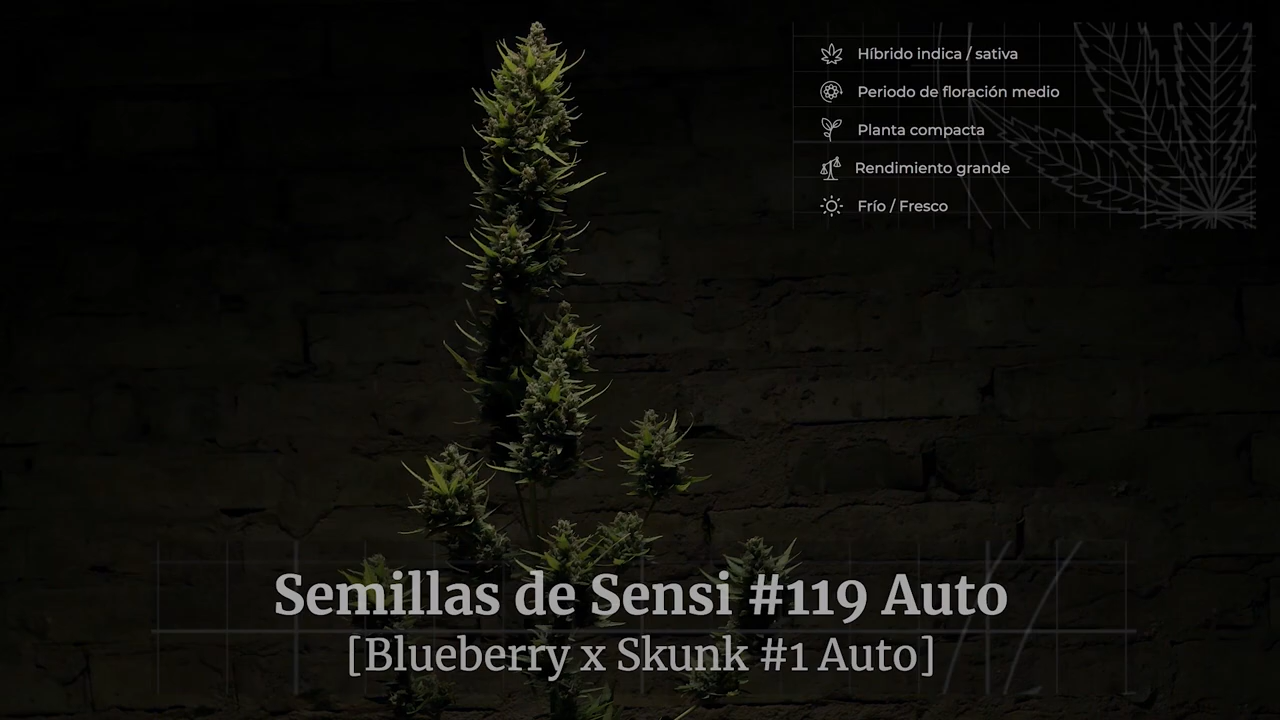 Híbrido indica / sativa
Periodo de floración medio
Planta compacta
Rendimiento grande
Frío / Fresco
Semillas de Sensi #119 Auto
[Blueberry x Skunk #1 Auto]